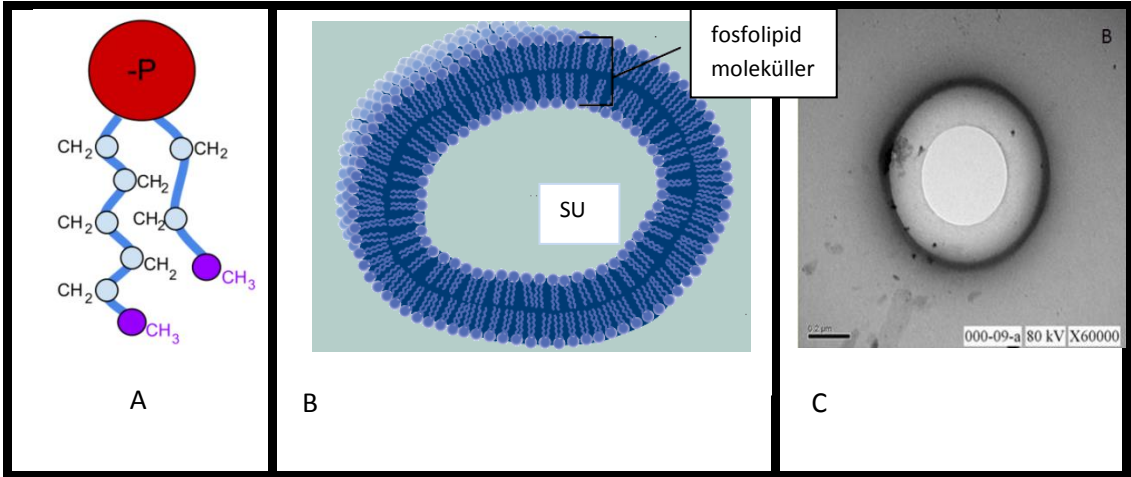 -P
CH₂
CH₂
CH₂
CH₂
CH₂
CH₂
CH₂
CH₃
CH₃
A
fosfolipid
moleküller
SU
B
B
0.2 µm
000-09-a 80 kV X60000
C